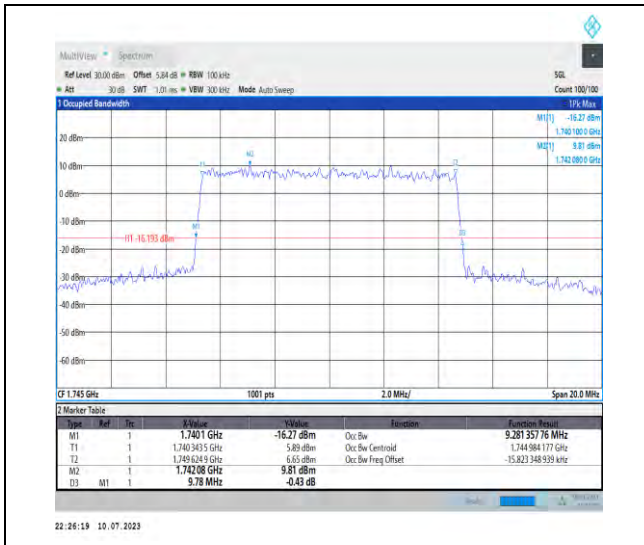 MultiView Spectrum
Ref Level 30.00 dBm Offset 5.84 dB RBW 100 kHz SGL
Att 30 dB SWT 1.01 ms VBW 300 kHz Mode Auto Sweep Count 100/100
1 Occupied Bandwidth 1Pk Max
M1[1] -16.27 dBm
1.740 100 0 GHz
M2[1] 9.81 dBm
1.742 080 0 GHz
20 dBm
M2
T1 T2
10 dBm
0 dBm
-10 dBm
M1
D3
H1 -16.193 dBm
-20 dBm
-30 dBm
-40 dBm
-50 dBm
-60 dBm
CF 1.745 GHz 1001 pts 2.0 MHz/ Span 20.0 MHz
2 Marker Table
Type Ref Trc X-Value Y-Value Function Function Result
M1 1 1.7401 GHz -16.27 dBm Occ Bw 9.281 357 76 MHz
T1 1 1.740 343 5 GHz 5.89 dBm Occ Bw Centroid 1.744 984 177 GHz
T2 1 1.749 624 9 GHz 6.65 dBm Occ Bw Freq Offset -15.823 348 939 kHz
M2 1 1.742 08 GHz 9.81 dBm
D3 M1 1 9.78 MHz -0.43 dB
22:26:19 10.07.2023